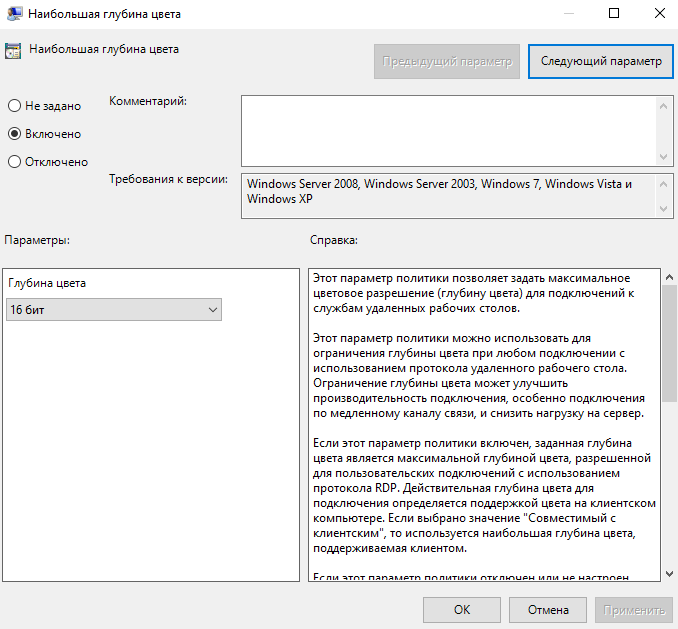 Наибольшая глубина цвета
Наибольшая глубина цвета
Предыдущий параметр
Следующий параметр
Не задано
Включено
Отключено
Комментарий:
Требования к версии:
Windows Server 2008, Windows Server 2003, Windows 7, Windows Vista и
Windows XP
Параметры:
Справка:
Глубина цвета
16 бит
Этот параметр политики позволяет задать максимальное
цветовое разрешение (глубину цвета) для подключений к
службам удаленных рабочих столов.
Этот параметр политики можно использовать для
ограничения глубины цвета при любом подключении с
использованием протокола удаленного рабочего стола.
Ограничение глубины цвета может улучшить
производительность подключения, особенно подключения
по медленному каналу связи, и снизить нагрузку на сервер.
Если этот параметр политики включен, заданная глубина
цвета является максимальной глубиной цвета, разрешенной
для пользовательских подключений с использованием
протокола RDP. Действительная глубина цвета для
подключения определяется поддержкой цвета на клиентском
компьютере. Если выбрано значение "Совместимый с
клиентским", то используется наибольшая глубина цвета,
поддерживаемая клиентом.
Если этот параметр политики отключен или не настроен,
ОК
Отмена
Применить